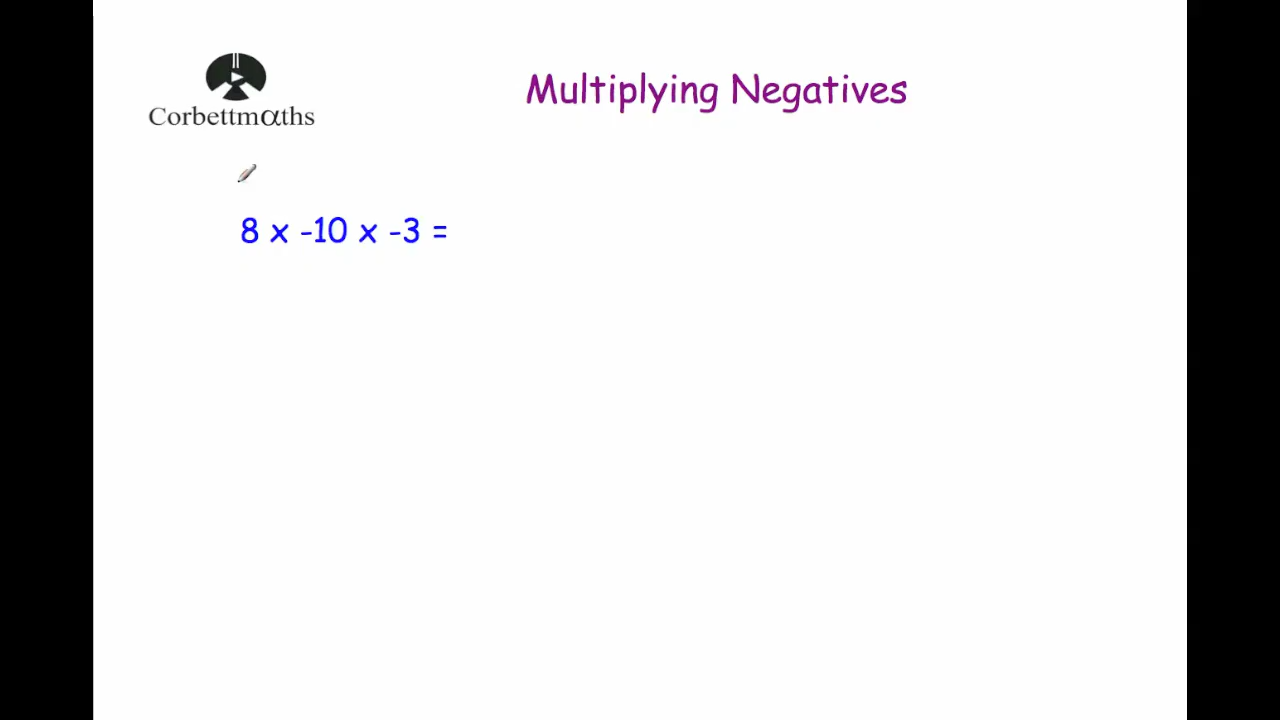 Corbettmαths
Multiplying Negatives
8 x -10 x -3 =